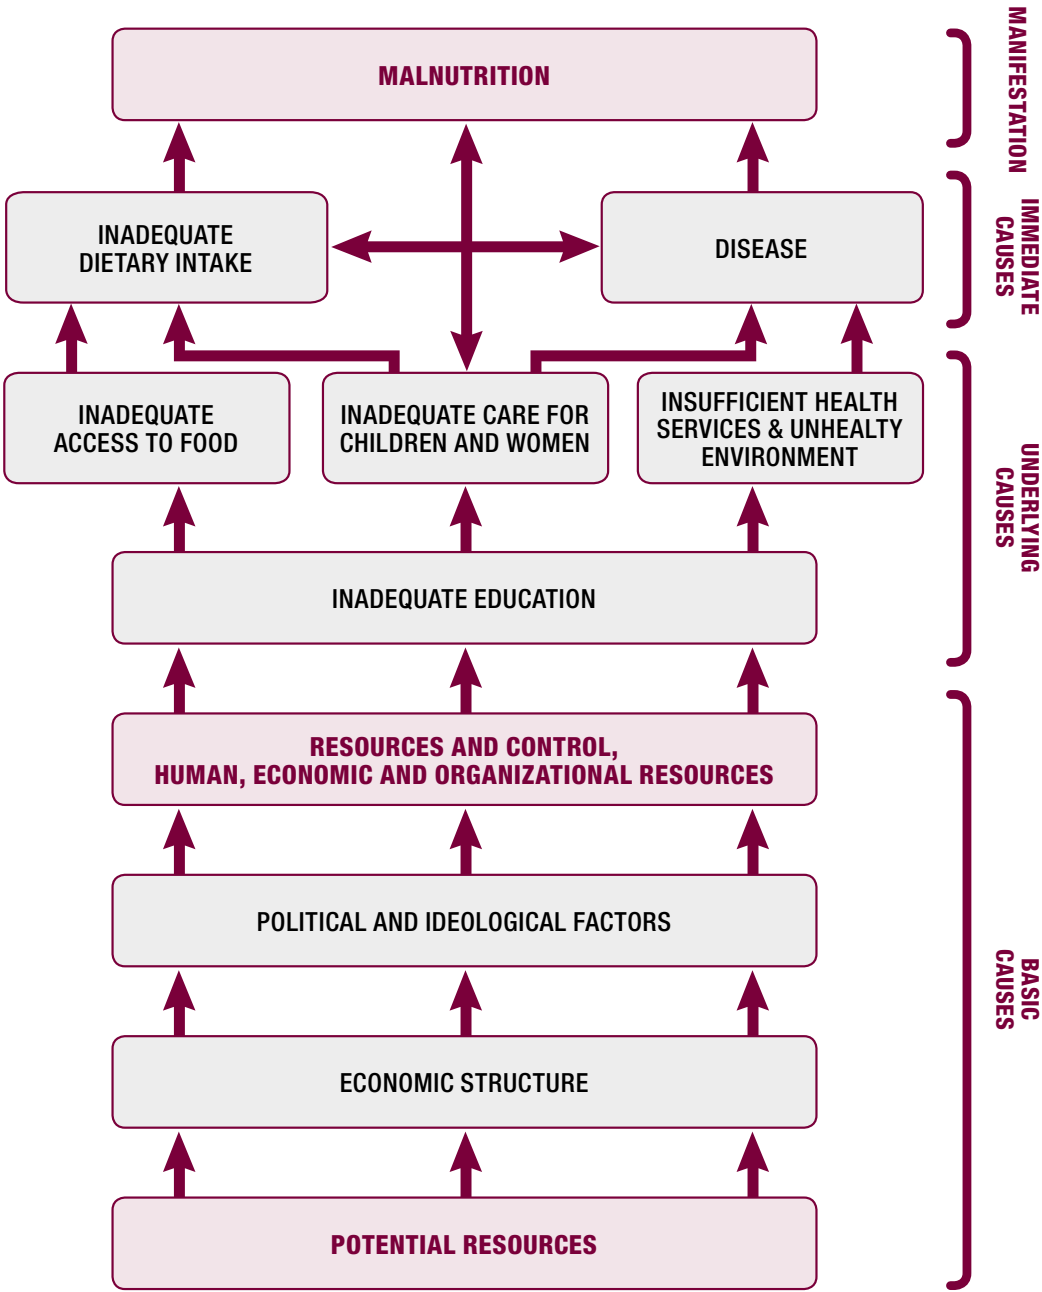 MALNUTRITION
MANIFESTATION
INADEQUATE
DIETARY INTAKE
DISEASE
IMMEDIATE
CAUSES
INADEQUATE
ACCESS TO FOOD
INADEQUATE CARE FOR
CHILDREN AND WOMEN
INSUFFICIENT HEALTH
SERVICES & UNHEALTY
ENVIRONMENT
UNDERLYING
CAUSES
INADEQUATE EDUCATION
RESOURCES AND CONTROL,
HUMAN, ECONOMIC AND ORGANIZATIONAL RESOURCES
POLITICAL AND IDEOLOGICAL FACTORS
BASIC
CAUSES
ECONOMIC STRUCTURE
POTENTIAL RESOURCES